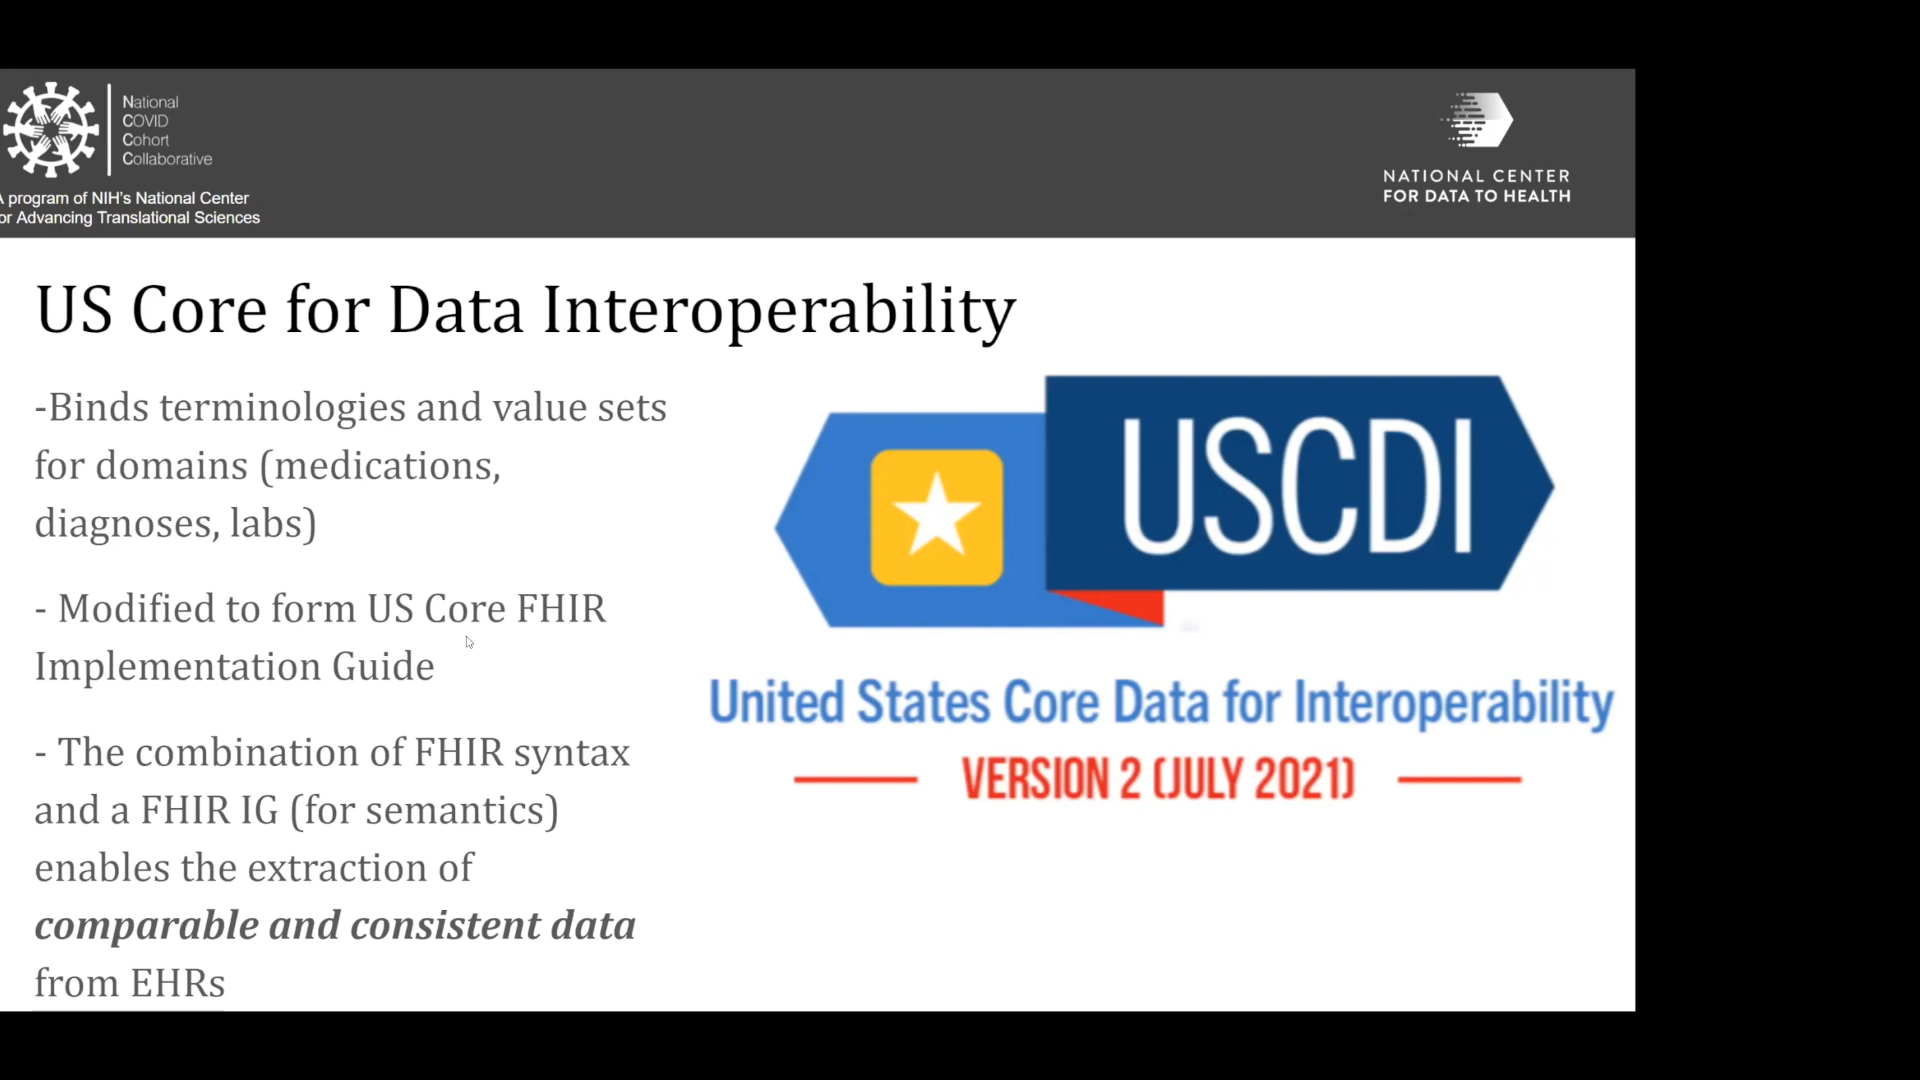 National
COVID
Cohort
Collaborative
A program of NIH's National Center
or Advancing Translational Sciences
NATIONAL CENTER
FOR DATA TO HEALTH
US Core for Data Interoperability
-Binds terminologies and value sets
for domains (medications,
diagnoses, labs)
- Modified to form US Core FHIR
Implementation Guide
- The combination of FHIR syntax
and a FHIR IG (for semantics)
enables the extraction of
comparable and consistent data
from EHRs
USCDI
United States Core Data for Interoperability
VERSION 2 (JULY 2021)